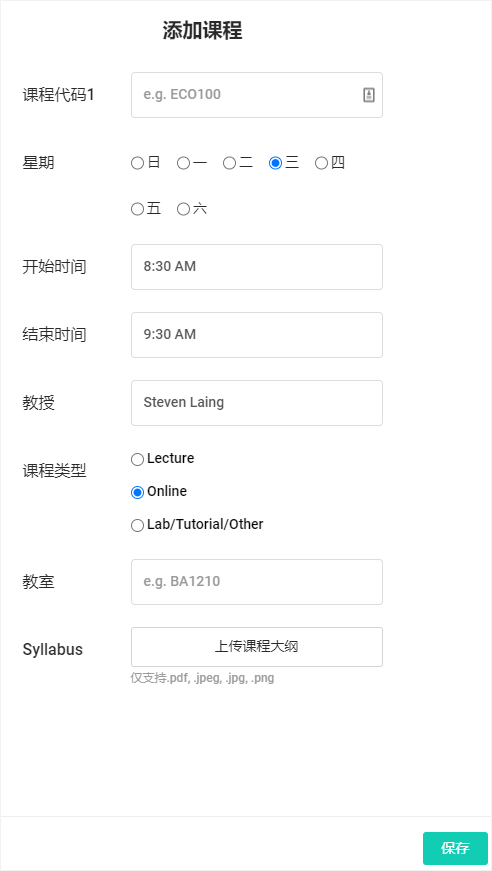 添加课程
课程代码1 e.g. ECO100
星期 日 一 二 三 四
五 六
开始时间 8:30 AM
结束时间 9:30 AM
教授 Steven Laing
课程类型 Lecture
Online
Lab/Tutorial/Other
教室 e.g. BA1210
Syllabus 上传课程大纲
仅支持.pdf, .jpeg, .jpg, .png
保存